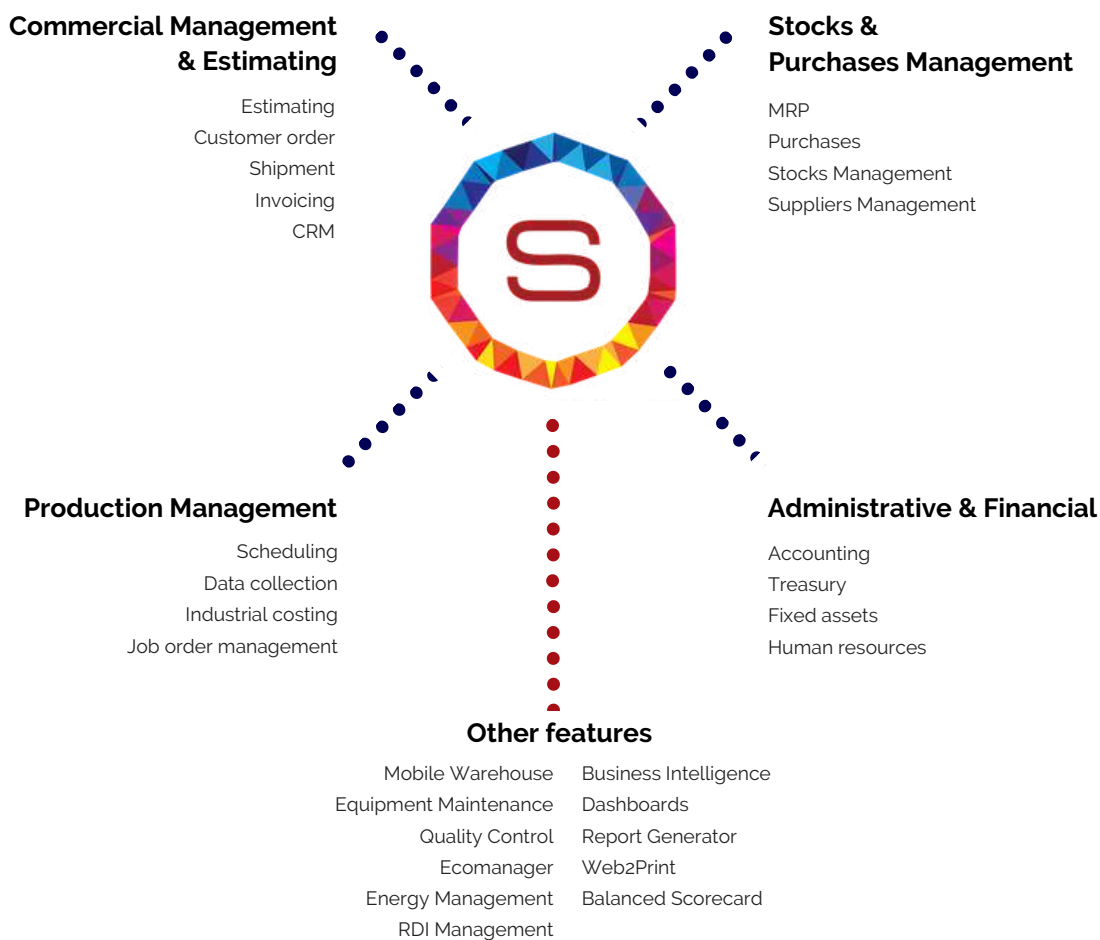 Commercial Management
& Estimating
Estimating
Customer order
Shipment
Invoicing
CRM
Stocks &
Purchases Management
MRP
Purchases
Stocks Management
Suppliers Management
S
Production Management
Scheduling
Data collection
Industrial costing
Job order management
Administrative & Financial
Accounting
Treasury
Fixed assets
Human resources
Other features
Mobile Warehouse
Equipment Maintenance
Quality Control
Ecomanager
Energy Management
RDI Management
Business Intelligence
Dashboards
Report Generator
Web2Print
Balanced Scorecard